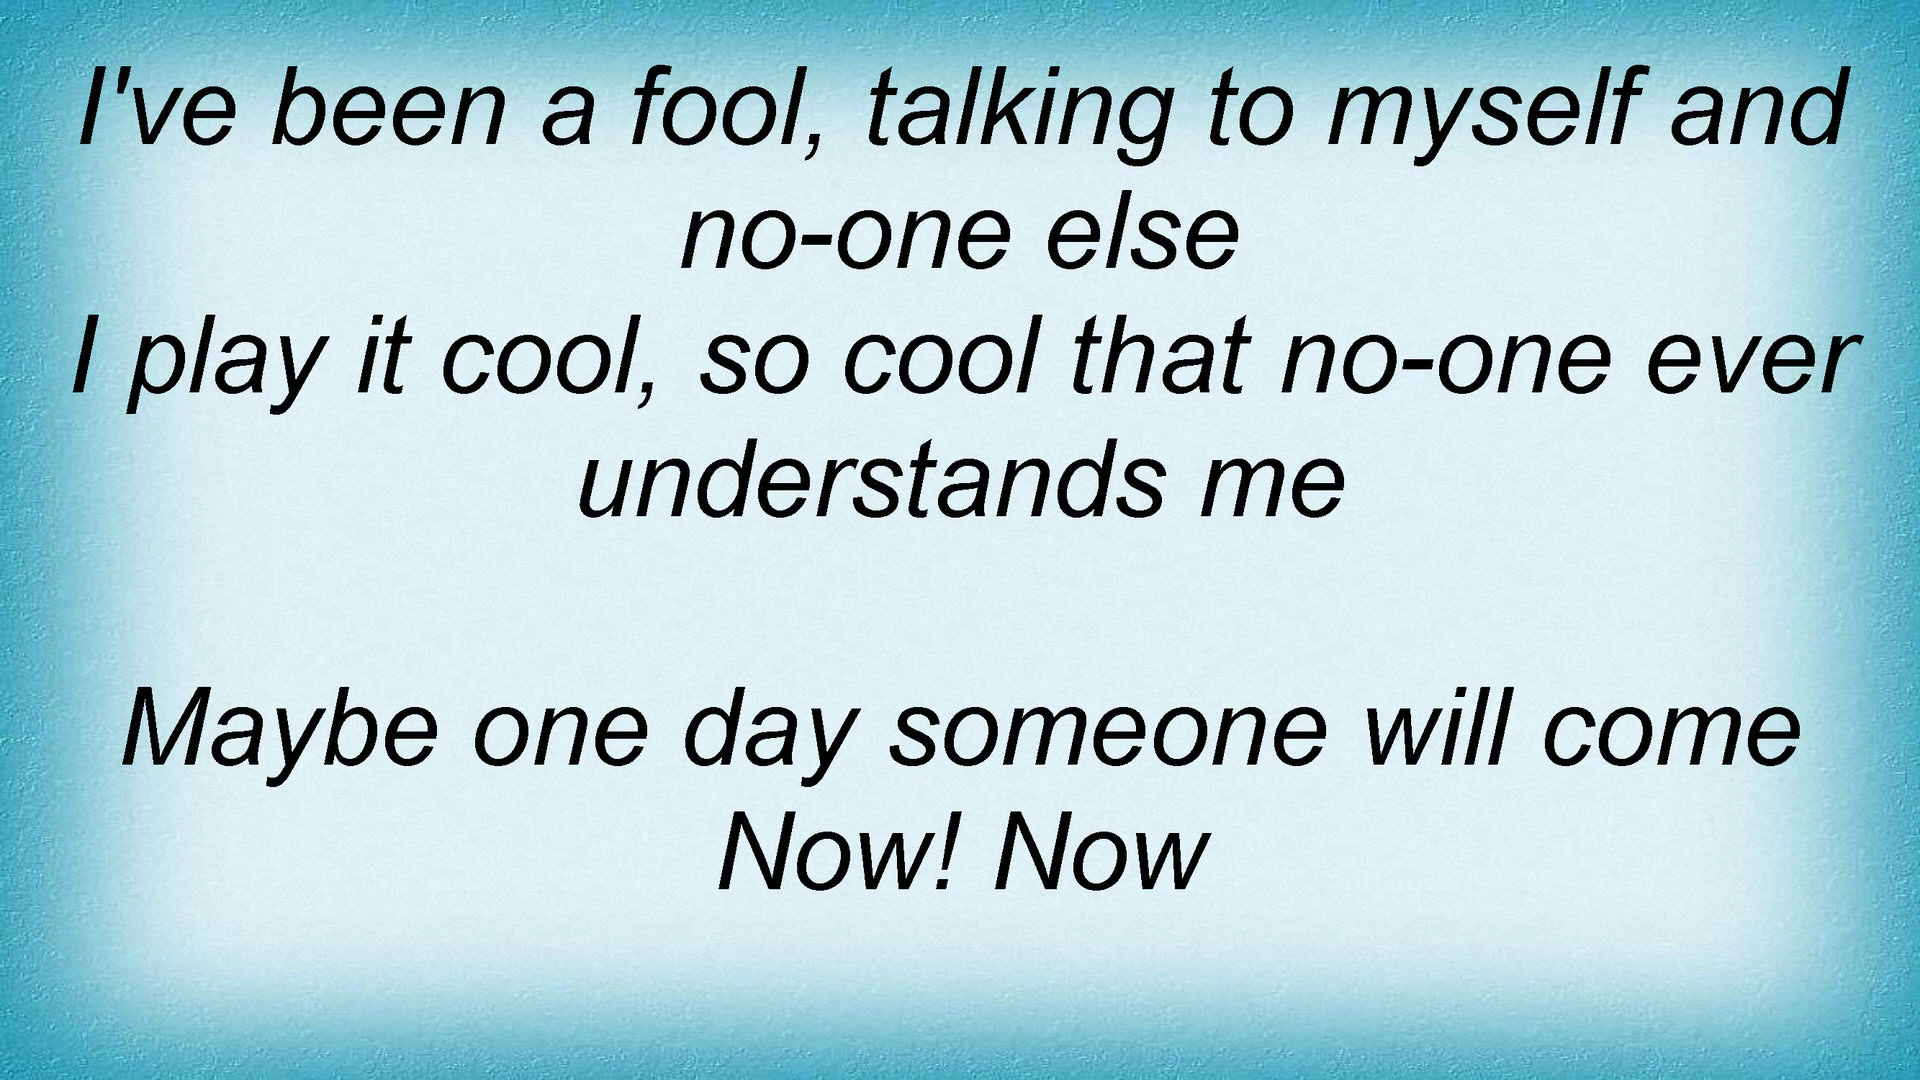 I've been a fool, talking to myself and
no-one else
I play it cool, so cool that no-one ever
understands me
Maybe one day someone will come
Now! Now